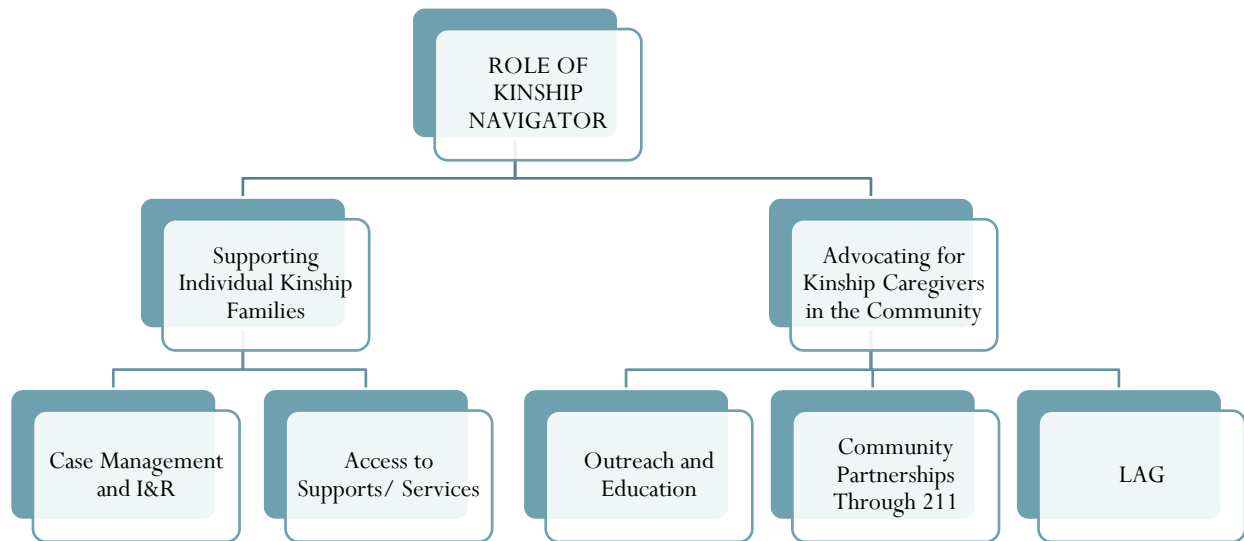 ROLE OF
KINSHIP
NAVIGATOR
Supporting
Individual Kinship
Families
Advocating for
Kinship Caregivers
in the Community
Case Management
and I&R
Access to
Supports/ Services
Outreach and
Education
Community
Partnerships
Through 211
LAG